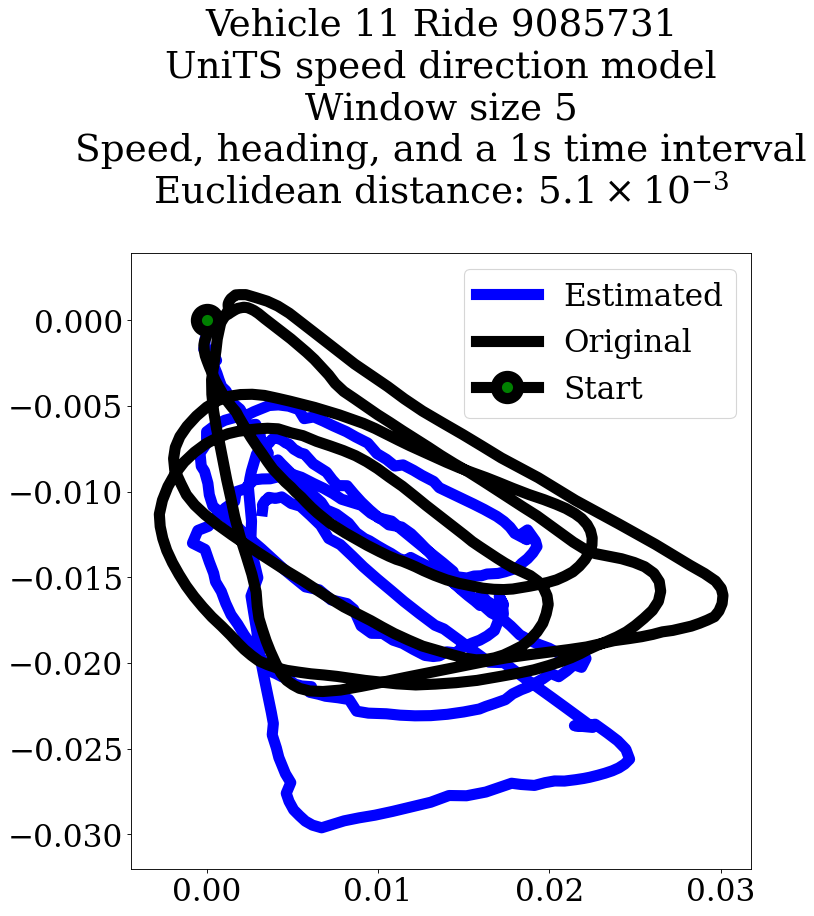 Vehicle 11 Ride 9085731
UniTS speed direction model
Window size 5
Speed, heading, and a 1s time interval
Euclidean distance: 5.1 × 10⁻³
Estimated
Original
Start
0.000
−0.005
−0.010
−0.015
−0.020
−0.025
−0.030
0.00 0.01 0.02 0.03